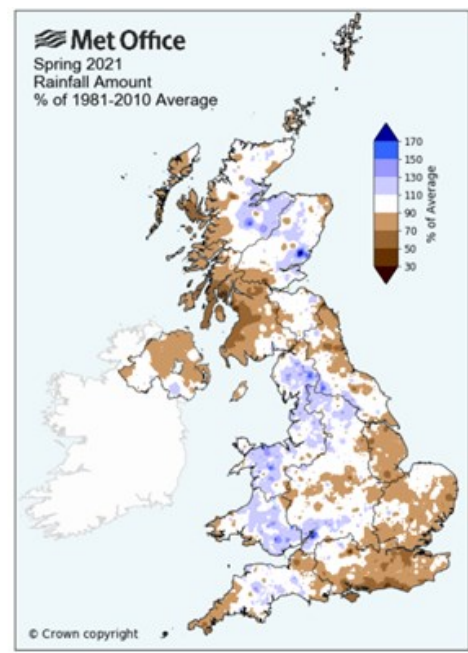 Met Office
Spring 2021
Rainfall Amount
% of 1981-2010 Average
170
150
130
110
90
70
50
30
% of Average
© Crown copyright